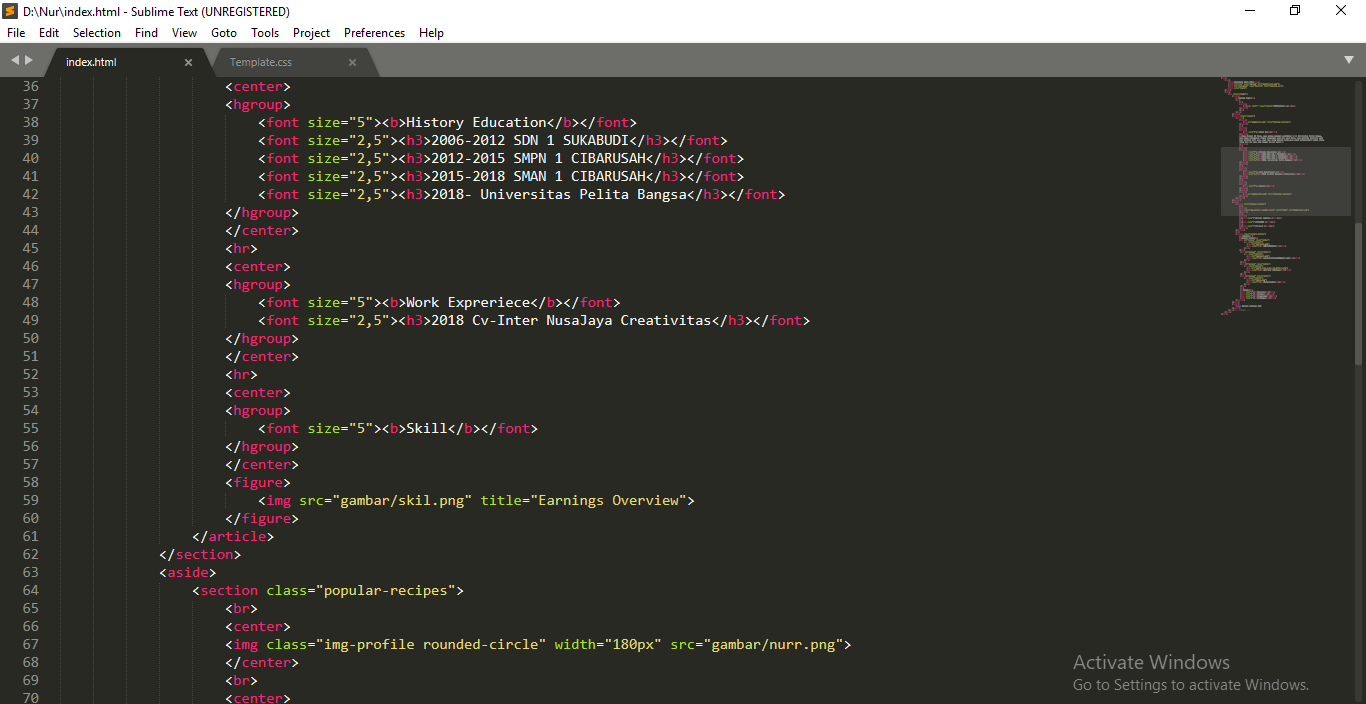 D:\Nur\index.html - Sublime Text (UNREGISTERED)
File Edit Selection Find View Goto Tools Project Preferences Help
index.html Template.css
36 <center>
37 <hgroup>
38 <font size="5"><b>History Education</b></font>
39 <font size="2,5"><h3>2006-2012 SDN 1 SUKABUDI</h3></font>
40 <font size="2,5"><h3>2012-2015 SMPN 1 CIBARUSAH</h3></font>
41 <font size="2,5"><h3>2015-2018 SMAN 1 CIBARUSAH</h3></font>
42 <font size="2,5"><h3>2018- Universitas Pelita Bangsa</h3></font>
43 </hgroup>
44 </center>
45 <hr>
46 <center>
47 <hgroup>
48 <font size="5"><b>Work Expreriece</b></font>
49 <font size="2,5"><h3>2018 Cv-Inter NusaJaya Creativitas</h3></font>
50 </hgroup>
51 </center>
52 <hr>
53 <center>
54 <hgroup>
55 <font size="5"><b>Skill</b></font>
56 </hgroup>
57 </center>
58 <figure>
59 <img src="gambar/skil.png" title="Earnings Overview">
60 </figure>
61 </article>
62 </section>
63 <aside>
64 <section class="popular-recipes">
65 <br>
66 <center>
67 <img class="img-profile rounded-circle" width="180px" src="gambar/nurr.png">
68 </center>
69 <br>
70 <center>
Activate Windows
Go to Settings to activate Windows.